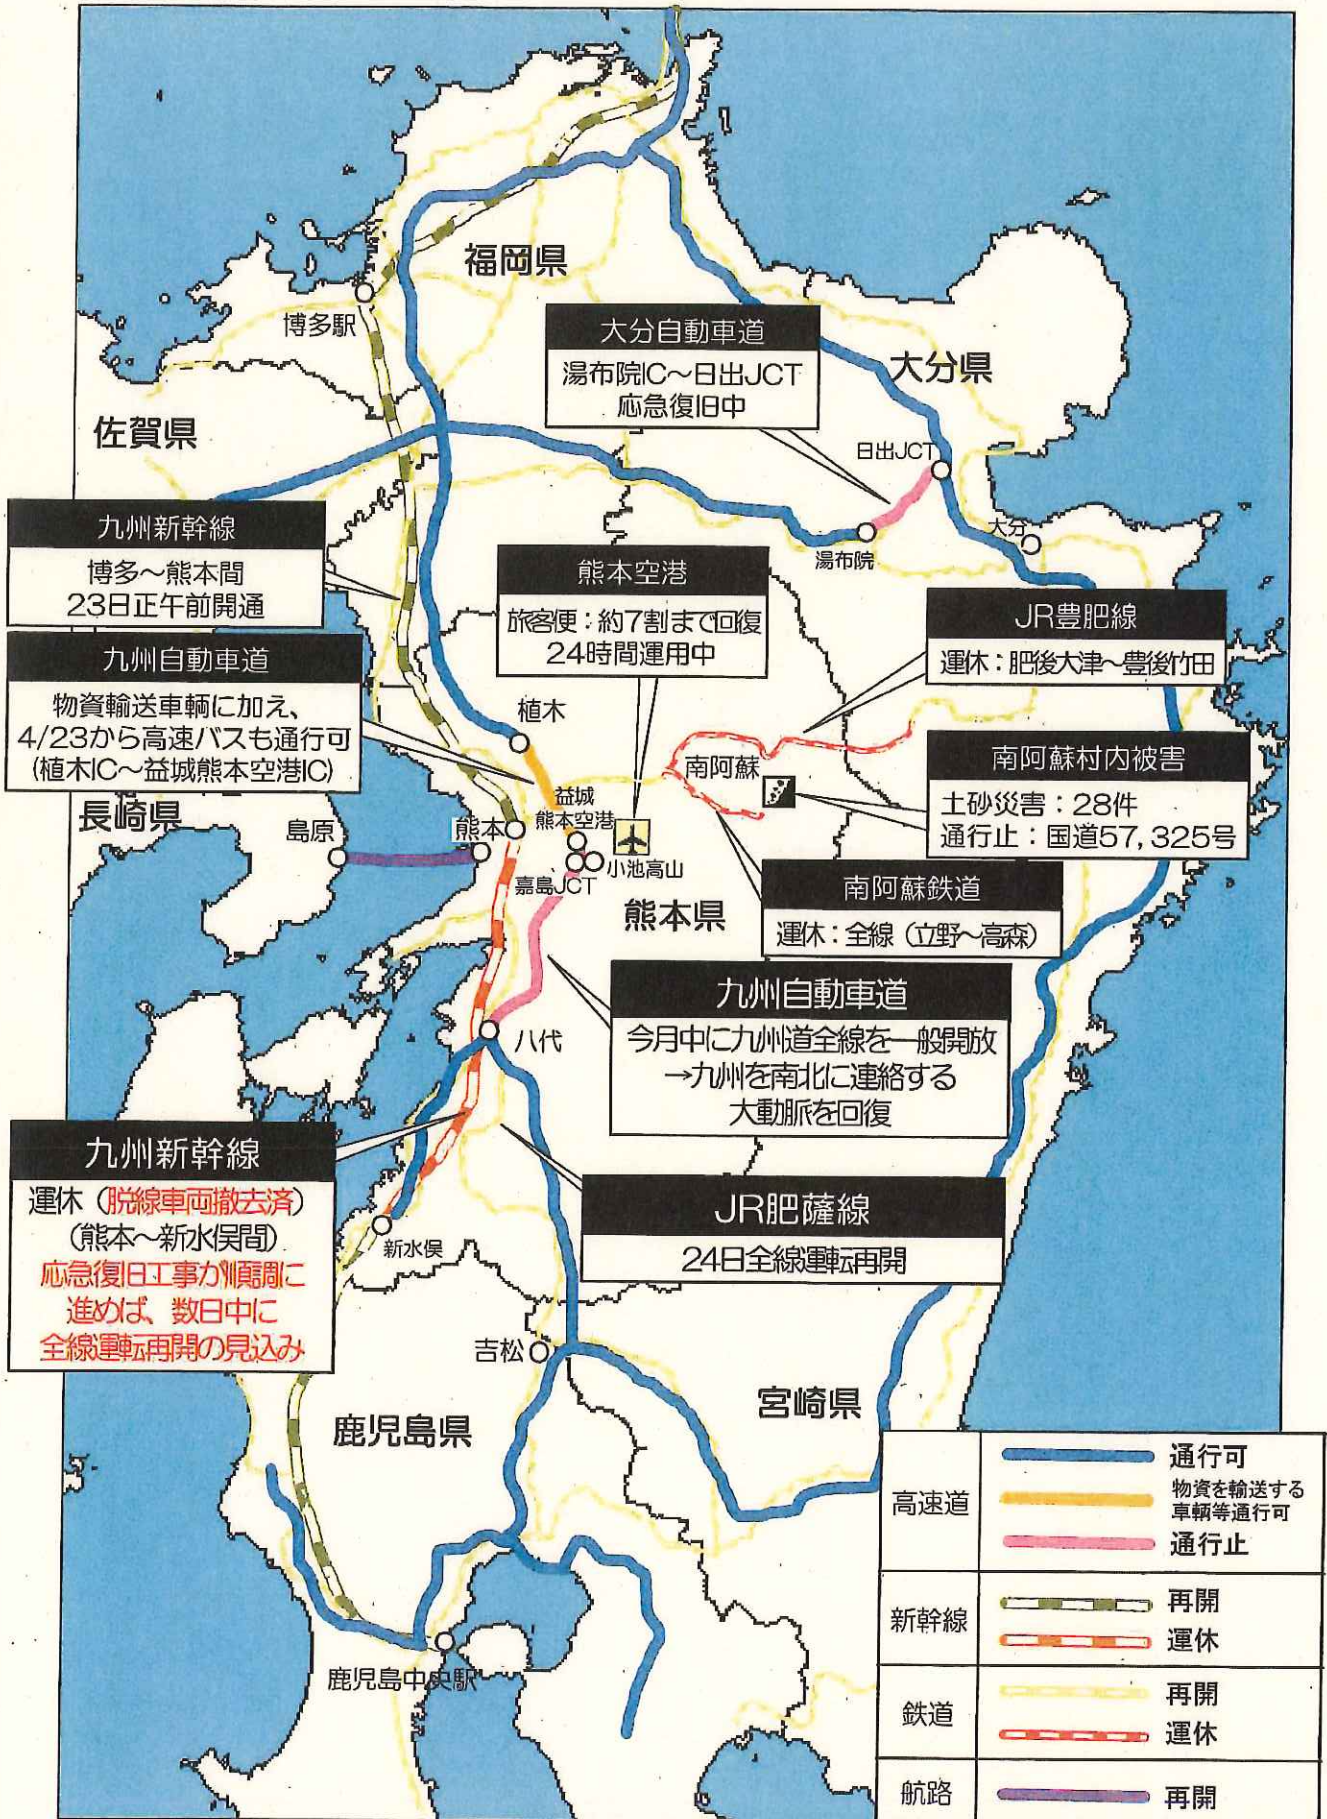 福岡県
博多駅
大分自動車道
湯布院IC～日出JCT
応急復旧中
大分県
佐賀県
日出JCT
大分
湯布院
九州新幹線
博多～熊本間
23日正午前開通
熊本空港
旅客便：約7割まで回復
24時間運用中
JR豊肥線
運休：肥後大津～豊後竹田
九州自動車道
物資輸送車輌に加え、
4/23から高速バスも通行可
(植木IC～益城熊本空港IC)
植木
南阿蘇
南阿蘇村内被害
土砂災害：28件
通行止：国道57, 325号
長崎県
島原
熊本
益城
熊本空港
小池高山
嘉島JCT
熊本県
南阿蘇鉄道
運休：全線（立野～高森）
九州自動車道
今月中に九州道全線を一般開放
→九州を南北に連絡する
大動脈を回復
八代
九州新幹線
運休（脱線車両撤去済）
(熊本～新水俣間)
応急復旧工事が順調に
進めば、数日中に
全線運転再開の見込み
新水俣
JR肥薩線
24日全線運転再開
吉松
宮崎県
鹿児島県
鹿児島中央駅
高速道
通行可
物資を輸送する
車輌等通行可
通行止
新幹線
再開
運休
鉄道
再開
運休
航路
再開